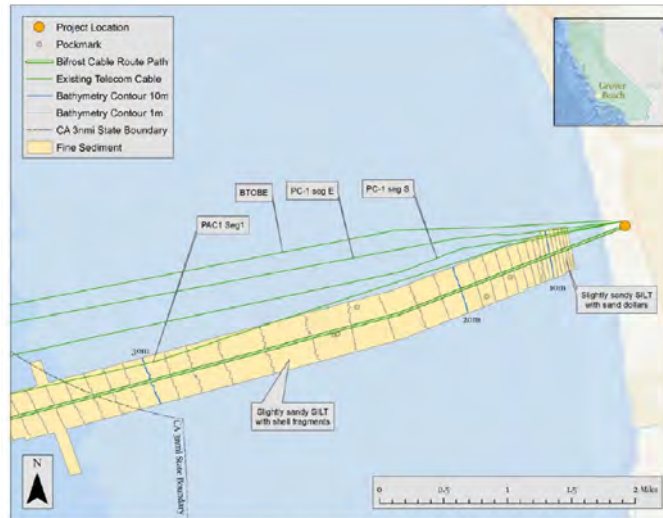 Project Location
Pockmark
Bifrost Cable Route Path
Existing Telecom Cable
Bathymetry Contour 10m
Bathymetry Contour 1m
CA 3nmi State Boundary
Fine Sediment
Grover
Beach
BTOBE
PC-1 seg E
PC-1 seg S
PAC1 Seg1
10m
Slightly sandy SILT
with sand dollars
20m
30m
Slightly sandy SILT
with shell fragments
CA 3nmi State Boundary
N
0 0.5 1 1.5 2 Miles